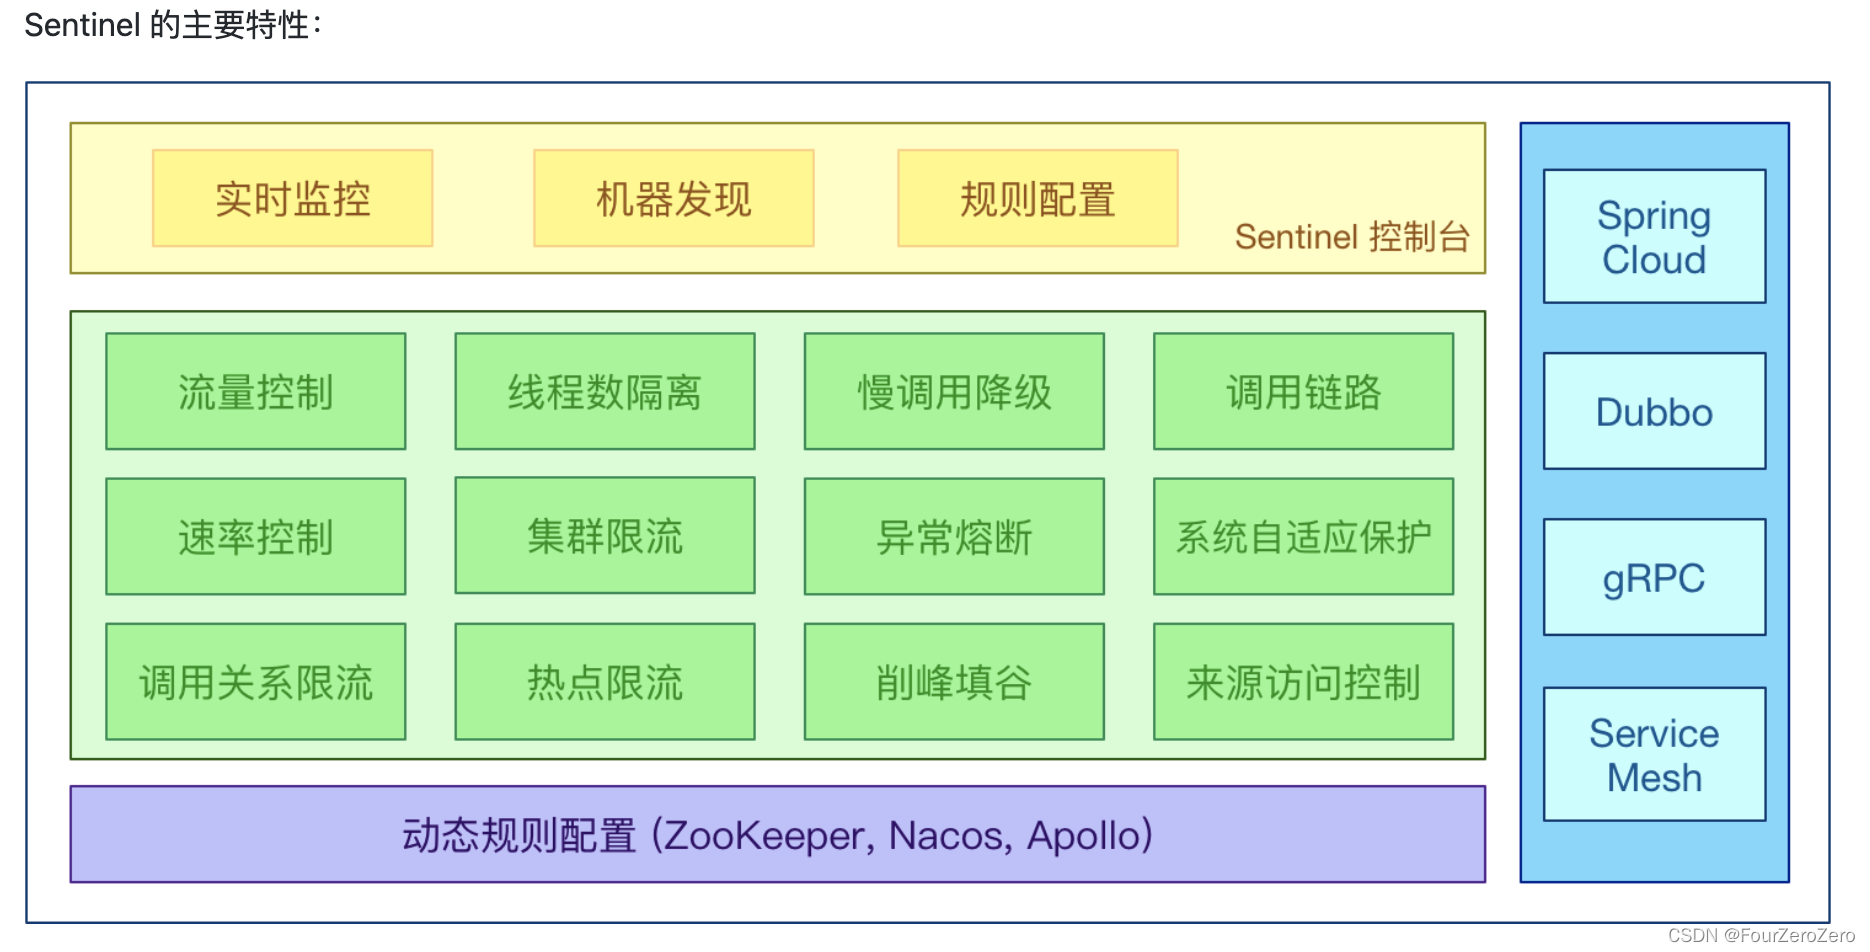 Sentinel 的主要特性：
实时监控
机器发现
规则配置
Sentinel 控制台
流量控制
线程数隔离
慢调用降级
调用链路
速率控制
集群限流
异常熔断
系统自适应保护
调用关系限流
热点限流
削峰填谷
来源访问控制
动态规则配置 (ZooKeeper, Nacos, Apollo)
Spring
Cloud
Dubbo
gRPC
Service
Mesh
CSDN @FourZeroZero